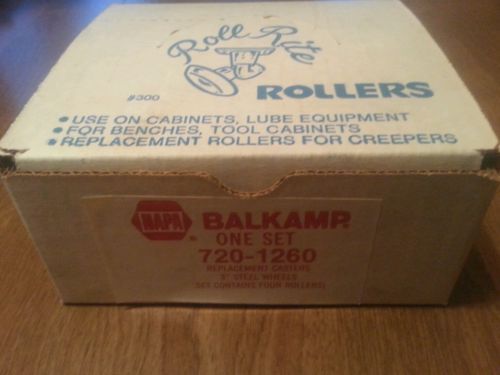 Roll Rite
#300
ROLLERS
• USE ON CABINETS, LUBE EQUIPMENT
• FOR BENCHES, TOOL CABINETS
• REPLACEMENT ROLLERS FOR CREEPERS
NAPA
® BALKAMP®
ONE SET
720-1260
REPLACEMENT CASTERS
3" STEEL WHEELS
(SET CONTAINS FOUR ROLLERS)